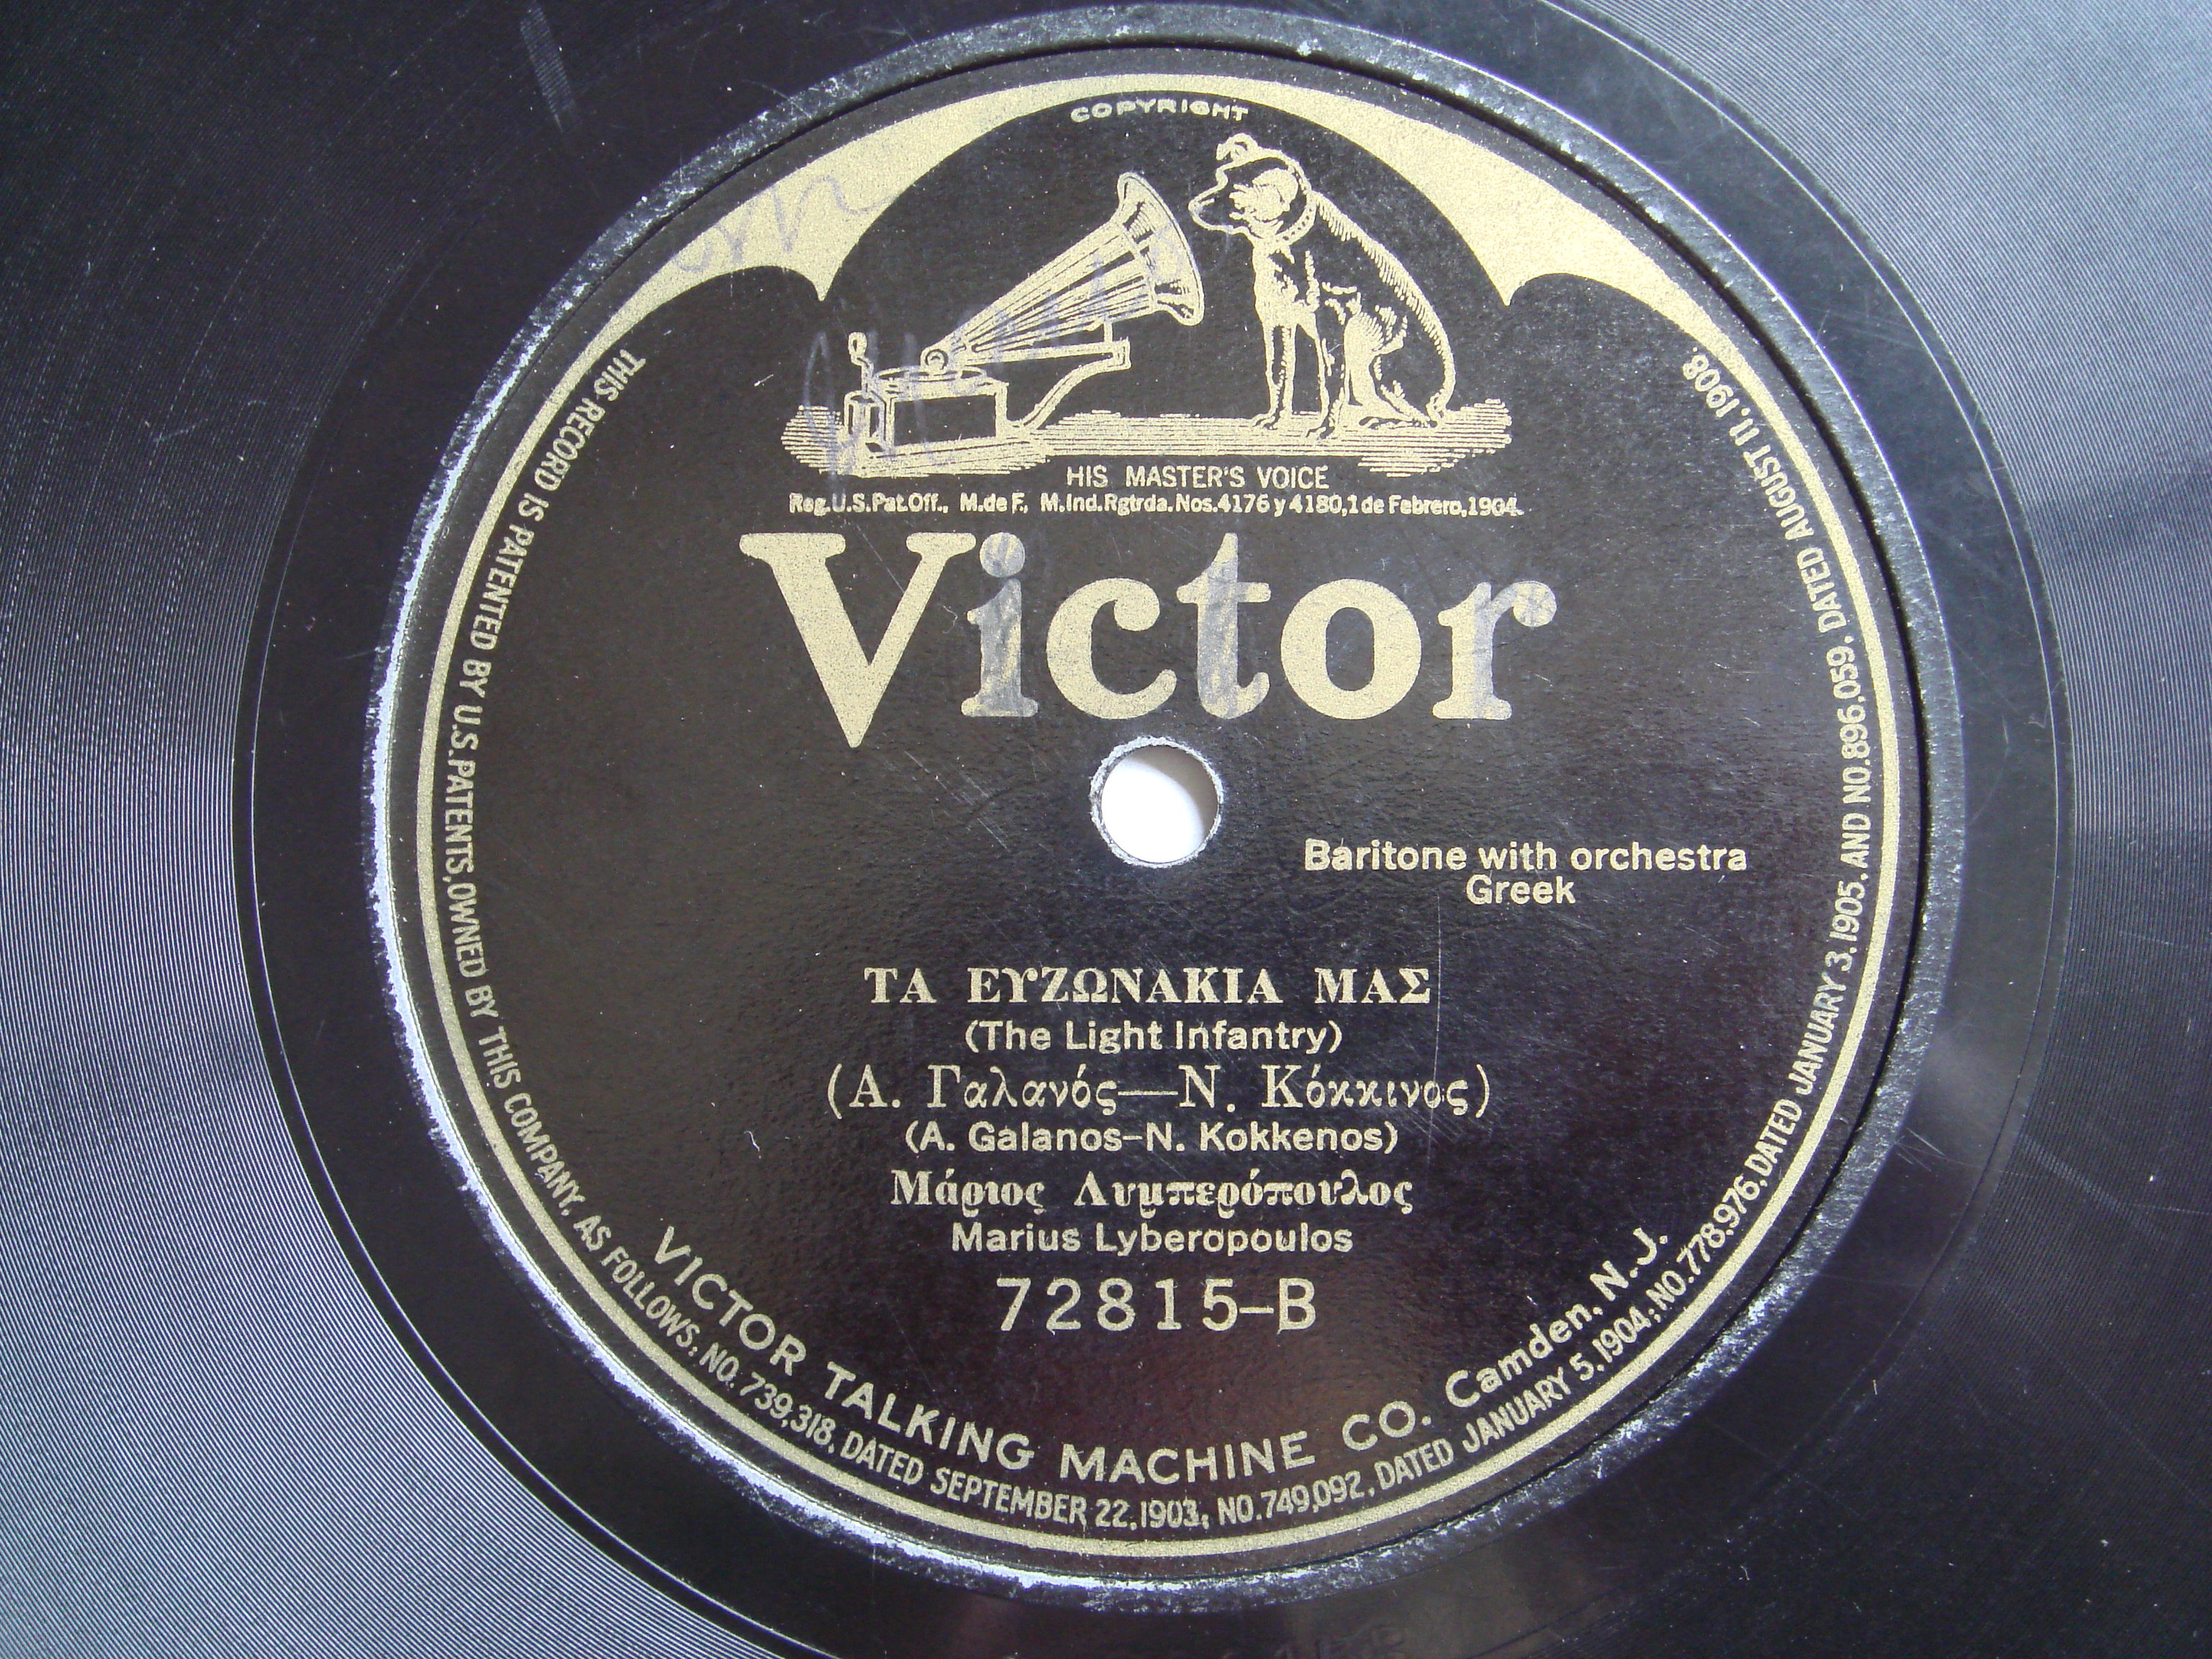 COPYRIGHT
HIS MASTER'S VOICE
Reg.U.S.Pat.Off., M.de F., M.Ind.Rgtrda.Nos.4176 y 4180,1 de Febrero,1904.
Victor
Baritone with orchestra
Greek
ΤΑ ΕΥΖΩΝΑΚΙΑ ΜΑΣ
(The Light Infantry)
(Α. Γαλανός—Ν. Κόκκινος)
(A. Galanos–N. Kokkenos)
Μάριος Λυμπερόπουλος
Marius Lyberopoulos
72815–B
VICTOR TALKING MACHINE CO. Camden, N.J.
THIS RECORD IS PATENTED BY U.S.PATENTS,OWNED BY THIS COMPANY, AS FOLLOWS: NO. 739,318, DATED SEPTEMBER 22,1903; NO.749,092, DATED JANUARY 5,1904; NO.778,976, DATED JANUARY 3,1905, AND NO.896,059, DATED AUGUST 11, 1908.